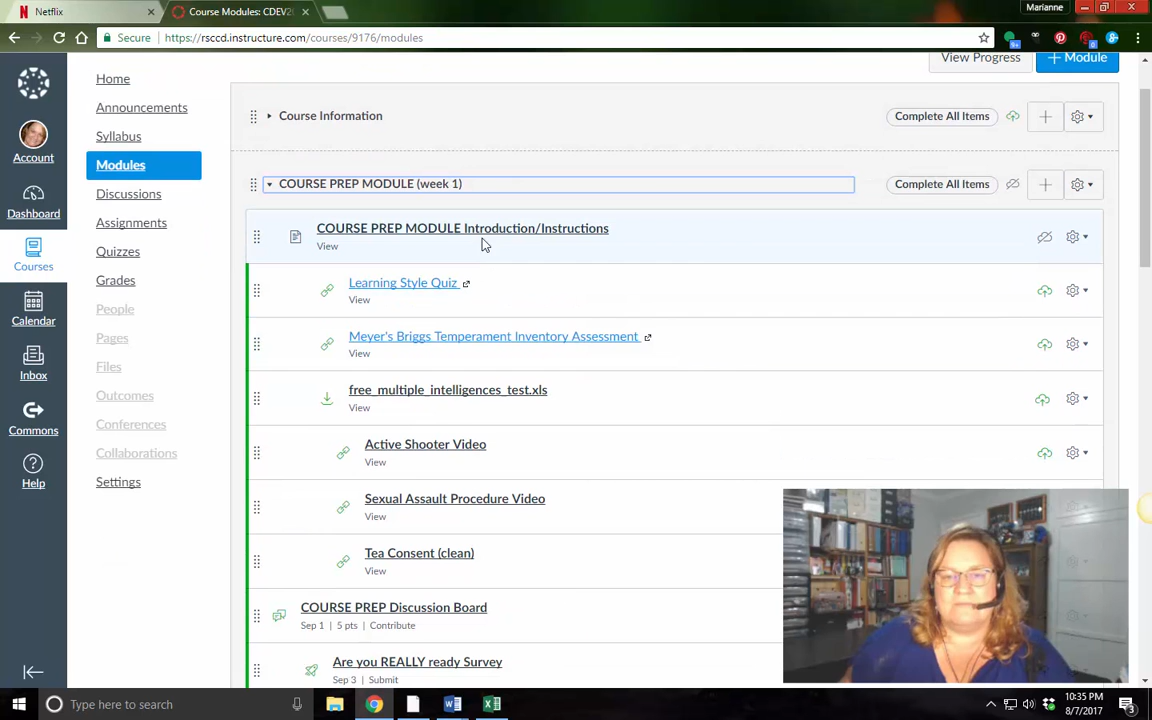 Netflix
Course Modules: CDEV2
Marianne
Secure
https://rsccd.instructure.com/courses/9176/modules
9+
0
View Progress
+ Module
Home
Announcements
Syllabus
Modules
Discussions
Assignments
Quizzes
Grades
People
Pages
Files
Outcomes
Conferences
Collaborations
Settings
Account
Dashboard
Courses
Calendar
Inbox
Commons
Help
Course Information
Complete All Items
COURSE PREP MODULE (week 1)
Complete All Items
COURSE PREP MODULE Introduction/Instructions
View
Learning Style Quiz
View
Meyer's Briggs Temperament Inventory Assessment
View
free_multiple_intelligences_test.xls
View
Active Shooter Video
View
Sexual Assault Procedure Video
View
Tea Consent (clean)
View
COURSE PREP Discussion Board
Sep 1 | 5 pts | Contribute
Are you REALLY ready Survey
Sep 3 | Submit
Type here to search
10:35 PM
8/7/2017
3